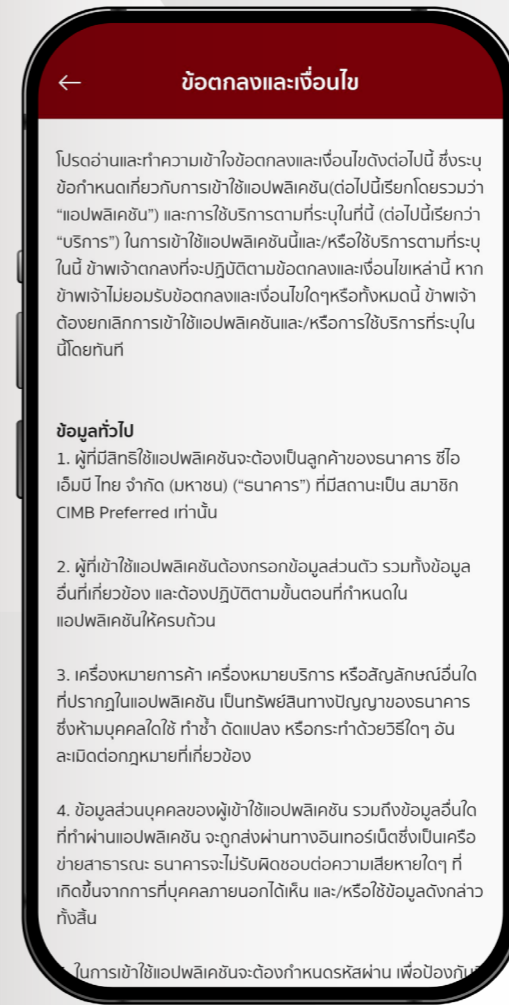 ข้อตกลงและเงื่อนไข
โปรดอ่านและทำความเข้าใจข้อตกลงและเงื่อนไขดังต่อไปนี้ ซึ่งระบุ
ข้อกำหนดเกี่ยวกับการเข้าใช้แอปพลิเคชัน(ต่อไปนี้เรียกโดยรวมว่า
“แอปพลิเคชัน”) และการใช้บริการตามที่ระบุในที่นี้ (ต่อไปนี้เรียกว่า
“บริการ”) ในการเข้าใช้แอปพลิเคชันนี้และ/หรือใช้บริการตามที่ระบุ
ในนี้ ข้าพเจ้าตกลงที่จะปฏิบัติตามข้อตกลงและเงื่อนไขเหล่านี้ หาก
ข้าพเจ้าไม่ยอมรับข้อตกลงและเงื่อนไขใดๆหรือทั้งหมดนี้ ข้าพเจ้า
ต้องยกเลิกการเข้าใช้แอปพลิเคชันและ/หรือการใช้บริการที่ระบุใน
นี้โดยทันที
ข้อมูลทั่วไป
1. ผู้ที่มีสิทธิใช้แอปพลิเคชันจะต้องเป็นลูกค้าของธนาคาร ซีไอ
เอ็มบี ไทย จำกัด (มหาชน) (“ธนาคาร”) ที่มีสถานะเป็น สมาชิก
CIMB Preferred เท่านั้น
2. ผู้ที่เข้าใช้แอปพลิเคชันต้องกรอกข้อมูลส่วนตัว รวมทั้งข้อมูล
อื่นที่เกี่ยวข้อง และต้องปฏิบัติตามขั้นตอนที่กำหนดใน
แอปพลิเคชันให้ครบถ้วน
3. เครื่องหมายการค้า เครื่องหมายบริการ หรือสัญลักษณ์อื่นใด
ที่ปรากฏในแอปพลิเคชัน เป็นทรัพย์สินทางปัญญาของธนาคาร
ซึ่งห้ามบุคคลใดใช้ ทำซ้ำ ดัดแปลง หรือกระทำด้วยวิธีใดๆ อัน
ละเมิดต่อกฎหมายที่เกี่ยวข้อง
4. ข้อมูลส่วนบุคคลของผู้เข้าใช้แอปพลิเคชัน รวมถึงข้อมูลอื่นใด
ที่ทำผ่านแอปพลิเคชัน จะถูกส่งผ่านทางอินเทอร์เน็ตซึ่งเป็นเครือ
ข่ายสาธารณะ ธนาคารจะไม่รับผิดชอบต่อความเสียหายใดๆ ที่
เกิดขึ้นจากการที่บุคคลภายนอกได้เห็น และ/หรือใช้ข้อมูลดังกล่าว
ทั้งสิ้น
ในการเข้าใช้แอปพลิเคชันจะต้องกำหนดรหัสผ่าน เพื่อป้องกัน